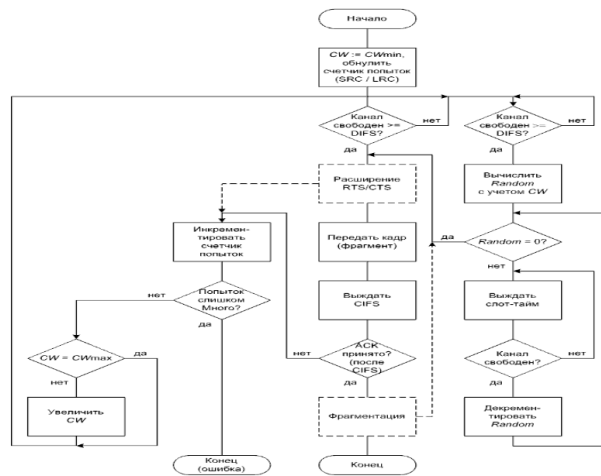 Начало
CW := CWmin,
обнулить
счетчик попыток
(SRC / LRC)
Канал
свободен >=
DIFS?
нет
да
Канал
свободен >=
DIFS?
нет
да
Расширение
RTS/CTS
Вычислить
Random
с учетом CW
Инкремен-
тировать
счетчик
попыток
Передать кадр
(фрагмент)
да
Random = 0?
нет
нет
Попыток
слишком
Много?
да
Выждать
CIFS
Выждать
слот-тайм
CW = CWmax
да
нет
нет
АСК
принято?
(после
CIFS)
да
Канал
свободен?
нет
да
Увеличить
CW
Фрагментация
Декремен-
тировать
Random
Конец
(ошибка)
Конец